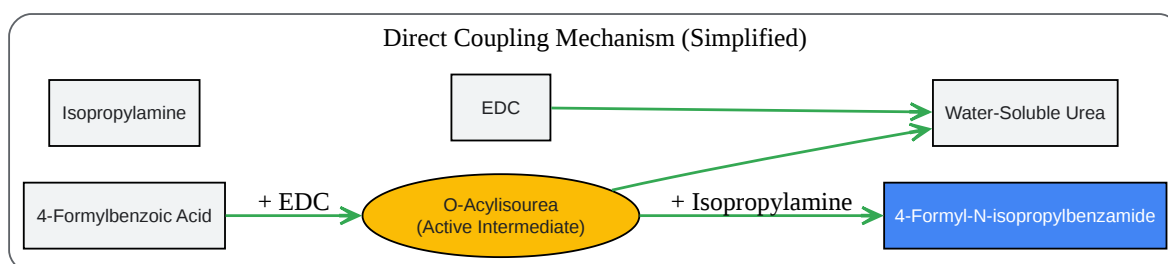 Direct Coupling Mechanism (Simplified)
Isopropylamine
EDC
Water-Soluble Urea
4-Formylbenzoic Acid
+ EDC
O-Acylisourea
(Active Intermediate)
+ Isopropylamine
4-Formyl-N-isopropylbenzamide